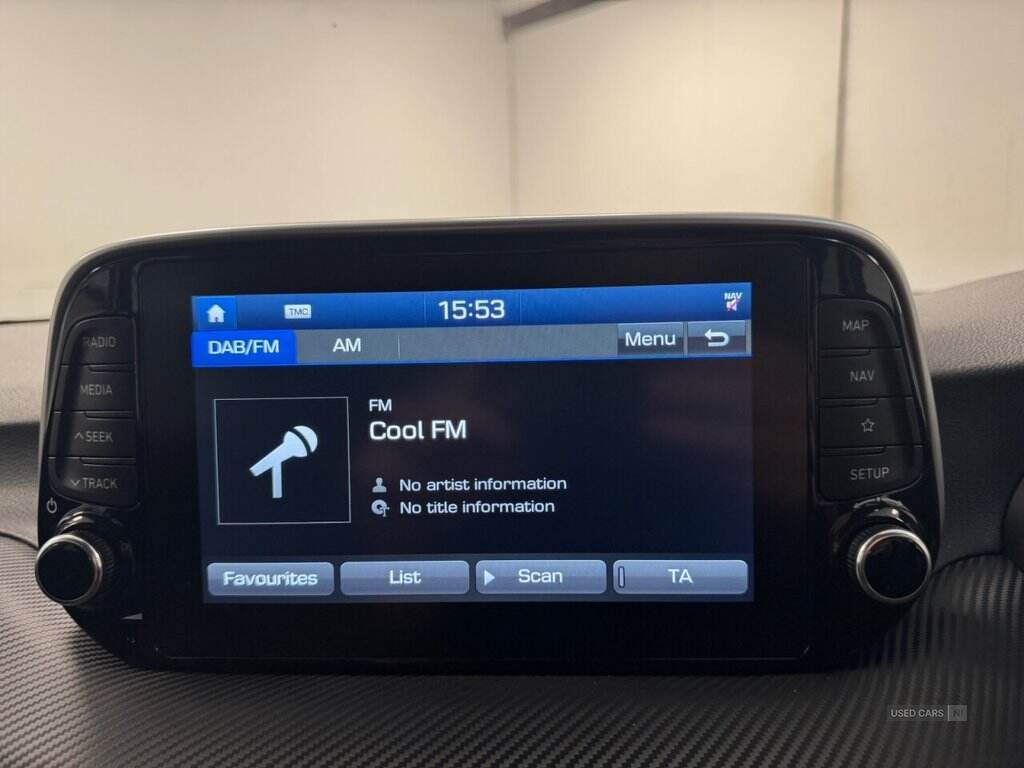 TMC
15:53
NAV
DAB/FM
AM
Menu
FM
Cool FM
No artist information
No title information
Favourites
List
Scan
TA
RADIO
MEDIA
SEEK
TRACK
MAP
NAV
SETUP
USED CARS NI